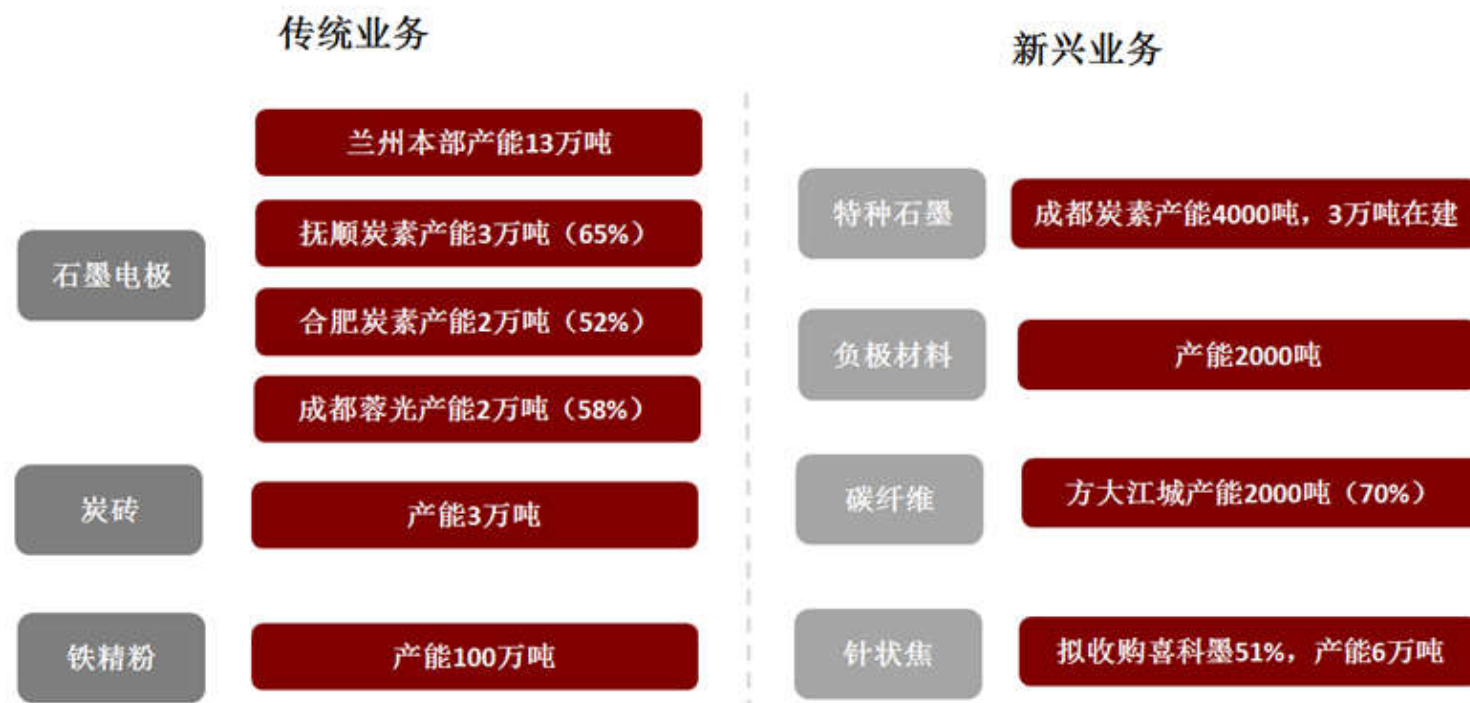 传统业务
石墨电极
兰州本部产能13万吨
抚顺炭素产能3万吨（65%）
合肥炭素产能2万吨（52%）
成都蓉光产能2万吨（58%）
炭砖
产能3万吨
铁精粉
产能100万吨
新兴业务
特种石墨
成都炭素产能4000吨，3万吨在建
负极材料
产能2000吨
碳纤维
方大江城产能2000吨（70%）
针状焦
拟收购喜科墨51%，产能6万吨